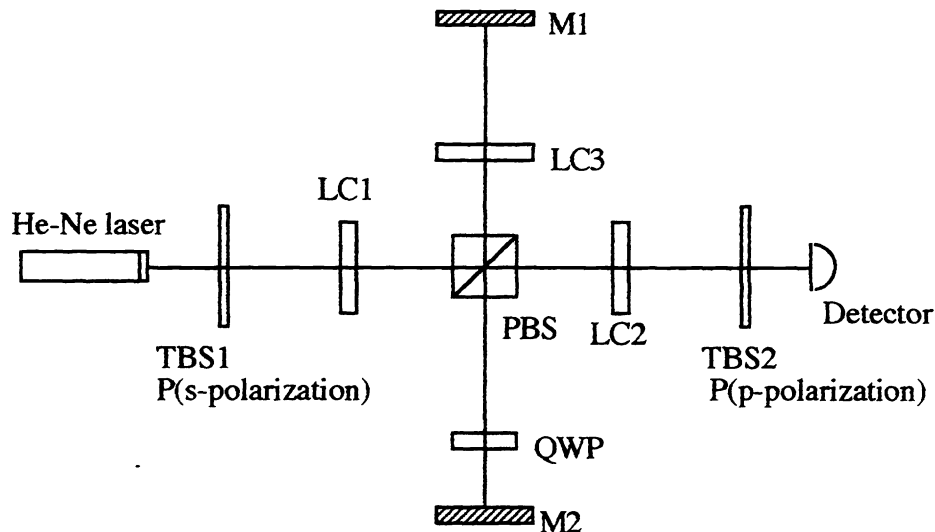 M1
LC3
LC1
He-Ne laser
PBS
LC2
Detector
TBS1
P(s-polarization)
TBS2
P(p-polarization)
QWP
M2